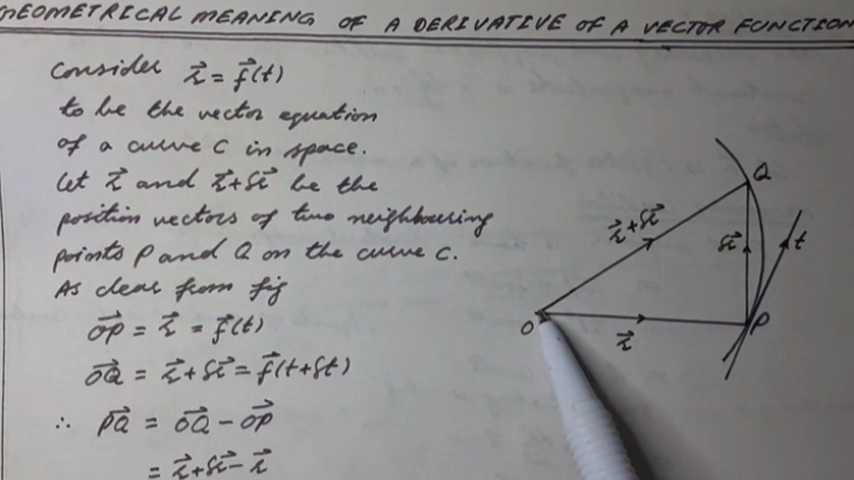 GEOMETRICAL MEANING OF A DERIVATIVE OF A VECTOR FUNCTION
Consider r⃗ = f⃗(t)
to be the vector equation
of a curve C in space.
Let r⃗ and r⃗+δr⃗ be the
position vectors of two neighbouring
points P and Q on the curve C.
As clear from fig
OP⃗ = r⃗ = f⃗(t)
OQ⃗ = r⃗+δr⃗ = f⃗(t+δt)
∴ PQ⃗ = OQ⃗ − OP⃗
= r⃗+δr⃗−r⃗
Q
r⃗+δr⃗
δr⃗
t
O
P
r⃗